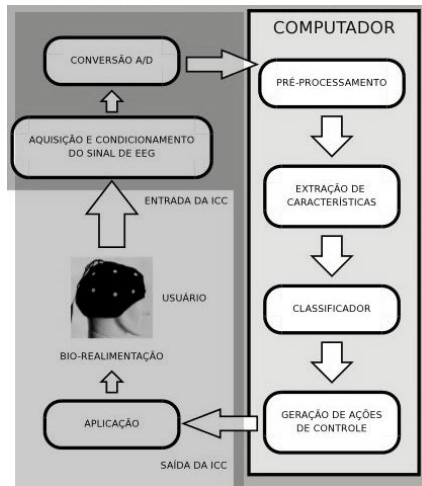 COMPUTADOR
CONVERSÃO A/D
PRÉ-PROCESSAMENTO
AQUISIÇÃO E CONDICIONAMENTO
DO SINAL DE EEG
ENTRADA DA ICC
EXTRAÇÃO DE
CARACTERÍSTICAS
USUÁRIO
CLASSIFICADOR
BIO-REALIMENTAÇÃO
APLICAÇÃO
GERAÇÃO DE AÇÕES
DE CONTROLE
SAÍDA DA ICC